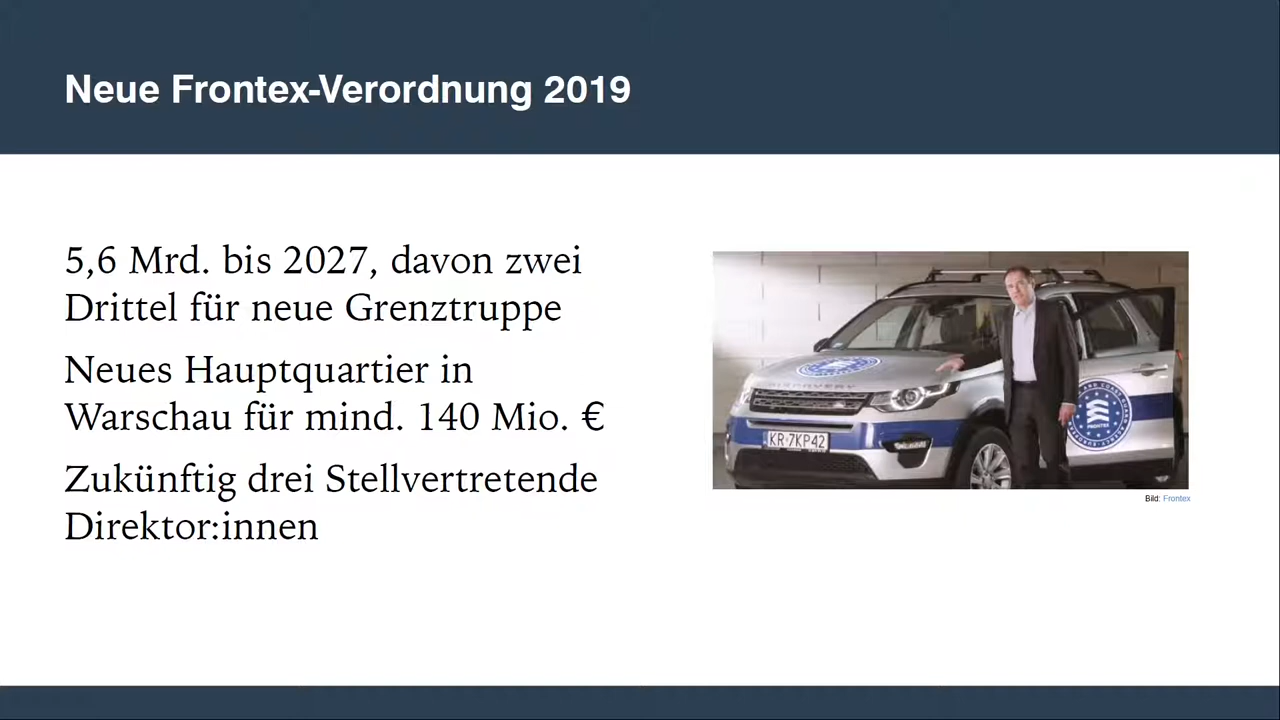 Neue Frontex-Verordnung 2019
5,6 Mrd. bis 2027, davon zwei
Drittel für neue Grenztruppe
Neues Hauptquartier in
Warschau für mind. 140 Mio. €
Zukünftig drei Stellvertretende
Direktor:innen
DISCOVERY
KR 7KP42
FRONTEX
Bild: Frontex